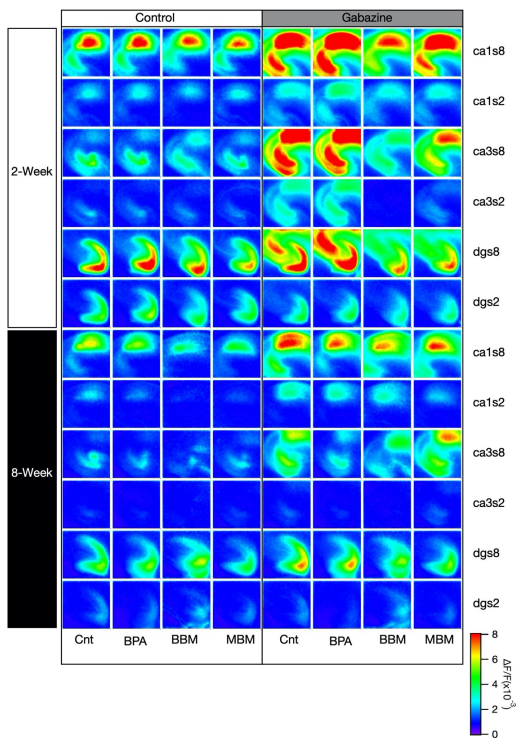 Control Gabazine
2-Week
ca1s8
ca1s2
ca3s8
ca3s2
dgs8
dgs2
8-Week
ca1s8
ca1s2
ca3s8
ca3s2
dgs8
dgs2
Cnt BPA BBM MBM Cnt BPA BBM MBM
8
6
4
2
0
ΔF/F(x10⁻³)